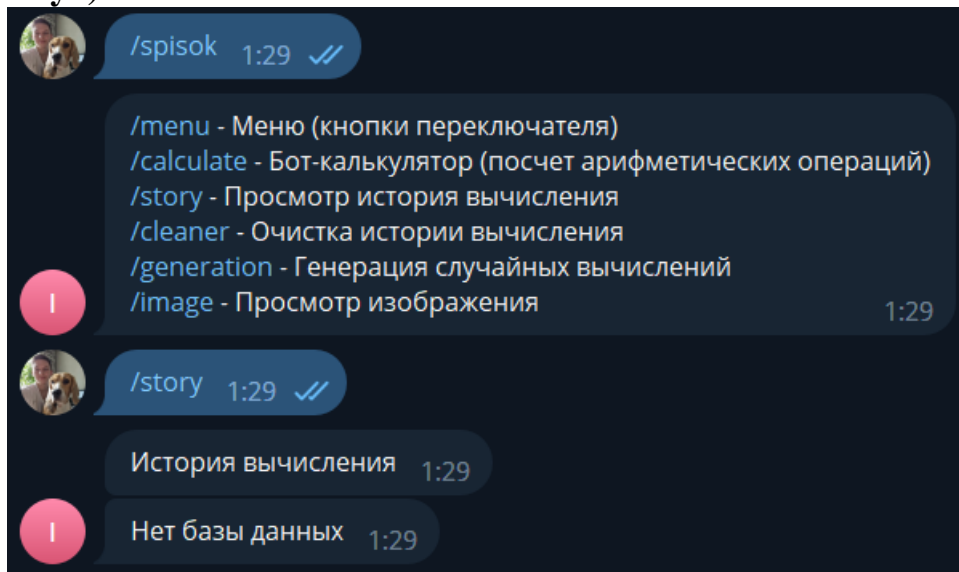 /spisok 1:29
/menu - Меню (кнопки переключателя)
/calculate - Бот-калькулятор (посчет арифметических операций)
/story - Просмотр история вычисления
/cleaner - Очистка истории вычисления
/generation - Генерация случайных вычислений
/image - Просмотр изображения
1:29
I
/story 1:29
История вычисления 1:29
Нет базы данных 1:29
I